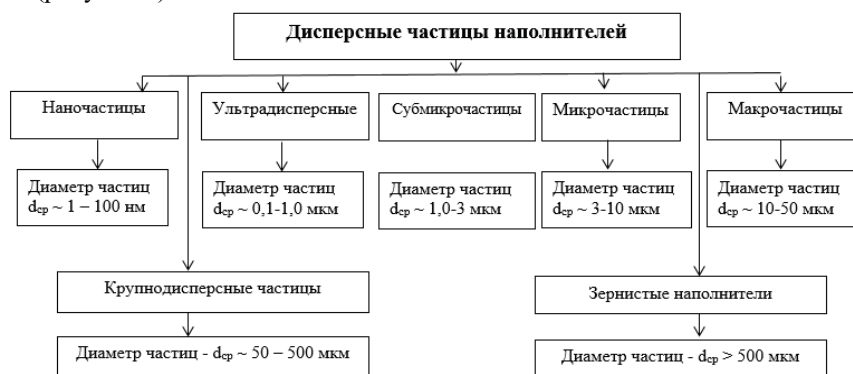 Дисперсные частицы наполнителей
Наночастицы
Ультрадисперсные
Субмикрочастицы
Микрочастицы
Макрочастицы
Диаметр частиц
dср ~ 1 – 100 нм
Диаметр частиц
dср ~ 0,1-1,0 мкм
Диаметр частиц
dср ~ 1,0-3 мкм
Диаметр частиц
dср ~ 3-10 мкм
Диаметр частиц
dср ~ 10-50 мкм
Крупнодисперсные частицы
Зернистые наполнители
Диаметр частиц - dср ~ 50 – 500 мкм
Диаметр частиц - dср > 500 мкм